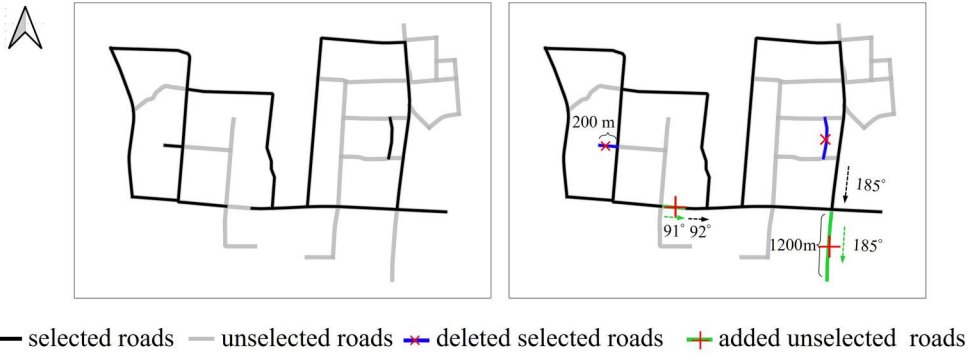 200 m
185°
91° 92°
1200m
185°
selected roads unselected roads deleted selected roads added unselected roads